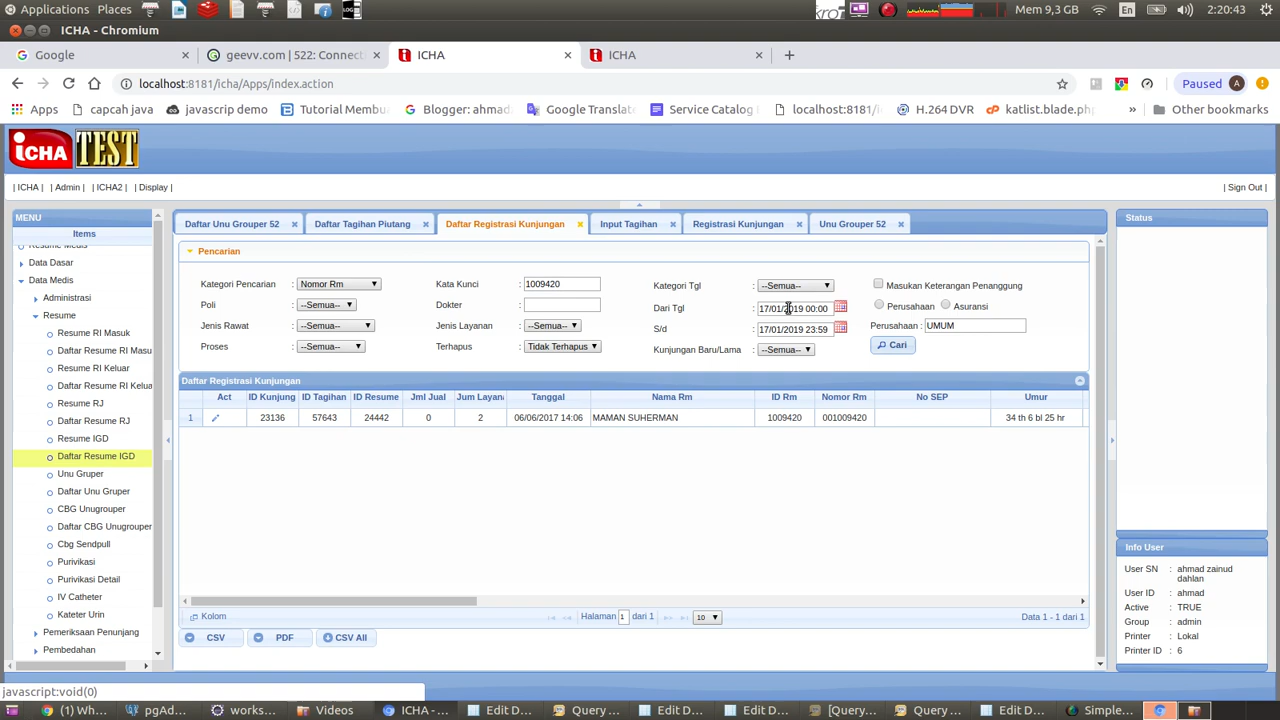 Applications Places Mem 9,3 GB En 2:20:43
ICHA - Chromium
Google geevv.com | 522: Connect ICHA ICHA
localhost:8181/icha/Apps/index.action Paused A
Apps capcah java javascrip demo Tutorial Membu Blogger: ahmad Google Translat Service Catalog localhost:8181/i H.264 DVR katlist.blade.php » Other bookmarks
iCHA TEST
| ICHA | | Admin | | ICHA2 | | Display | | Sign Out |
MENU
Items
Resume Medis
Data Dasar
Data Medis
Administrasi
Resume
Resume RI Masuk
Daftar Resume RI Masu
Resume RI Keluar
Daftar Resume RI Kelua
Resume RJ
Daftar Resume RJ
Resume IGD
Daftar Resume IGD
Unu Gruper
Daftar Unu Gruper
CBG Unugrouper
Daftar CBG Unugrouper
Cbg Sendpull
Purivikasi
Purivikasi Detail
IV Catheter
Kateter Urin
Pemeriksaan Penunjang
Pembedahan
Daftar Unu Grouper 52 Daftar Tagihan Piutang Daftar Registrasi Kunjungan Input Tagihan Registrasi Kunjungan Unu Grouper 52
Pencarian
Kategori Pencarian : Nomor Rm Kata Kunci : 1009420 Kategori Tgl : --Semua-- Masukan Keterangan Penanggung
Poli : --Semua-- Dokter : Dari Tgl : 17/01/2019 00:00 Perusahaan Asuransi
Jenis Rawat : --Semua-- Jenis Layanan : --Semua-- S/d : 17/01/2019 23:59 Perusahaan : UMUM
Proses : --Semua-- Terhapus : Tidak Terhapus Kunjungan Baru/Lama : --Semua-- Cari
Daftar Registrasi Kunjungan
Act ID Kunjung ID Tagihan ID Resume Jml Jual Jum Layan Tanggal Nama Rm ID Rm Nomor Rm No SEP Umur
1 23136 57643 24442 0 2 06/06/2017 14:06 MAMAN SUHERMAN 1009420 001009420 34 th 6 bl 25 hr
Kolom Halaman 1 dari 1 10 Data 1 - 1 dari 1
CSV PDF CSV All
Status
Info User
User SN : ahmad zainud dahlan
User ID : ahmad
Active : TRUE
Group : admin
Printer : Lokal
Printer ID : 6
javascript:void(0)
(1) Wh... pgAd... works... Videos ICHA -... Edit D... Query ... Edit D... Edit D... [Query... Query ... Edit D... Simple...